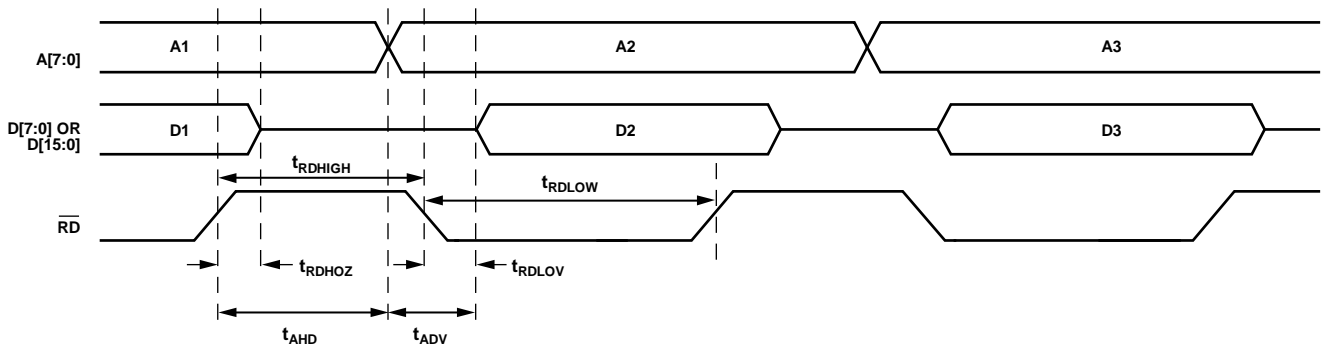 A[7:0]
A1
A2
A3
D[7:0] OR
D[15:0]
D1
D2
D3
tRDHIGH
tRDLOW
RD
tRDHOZ
tRDLOV
tAHD
tADV